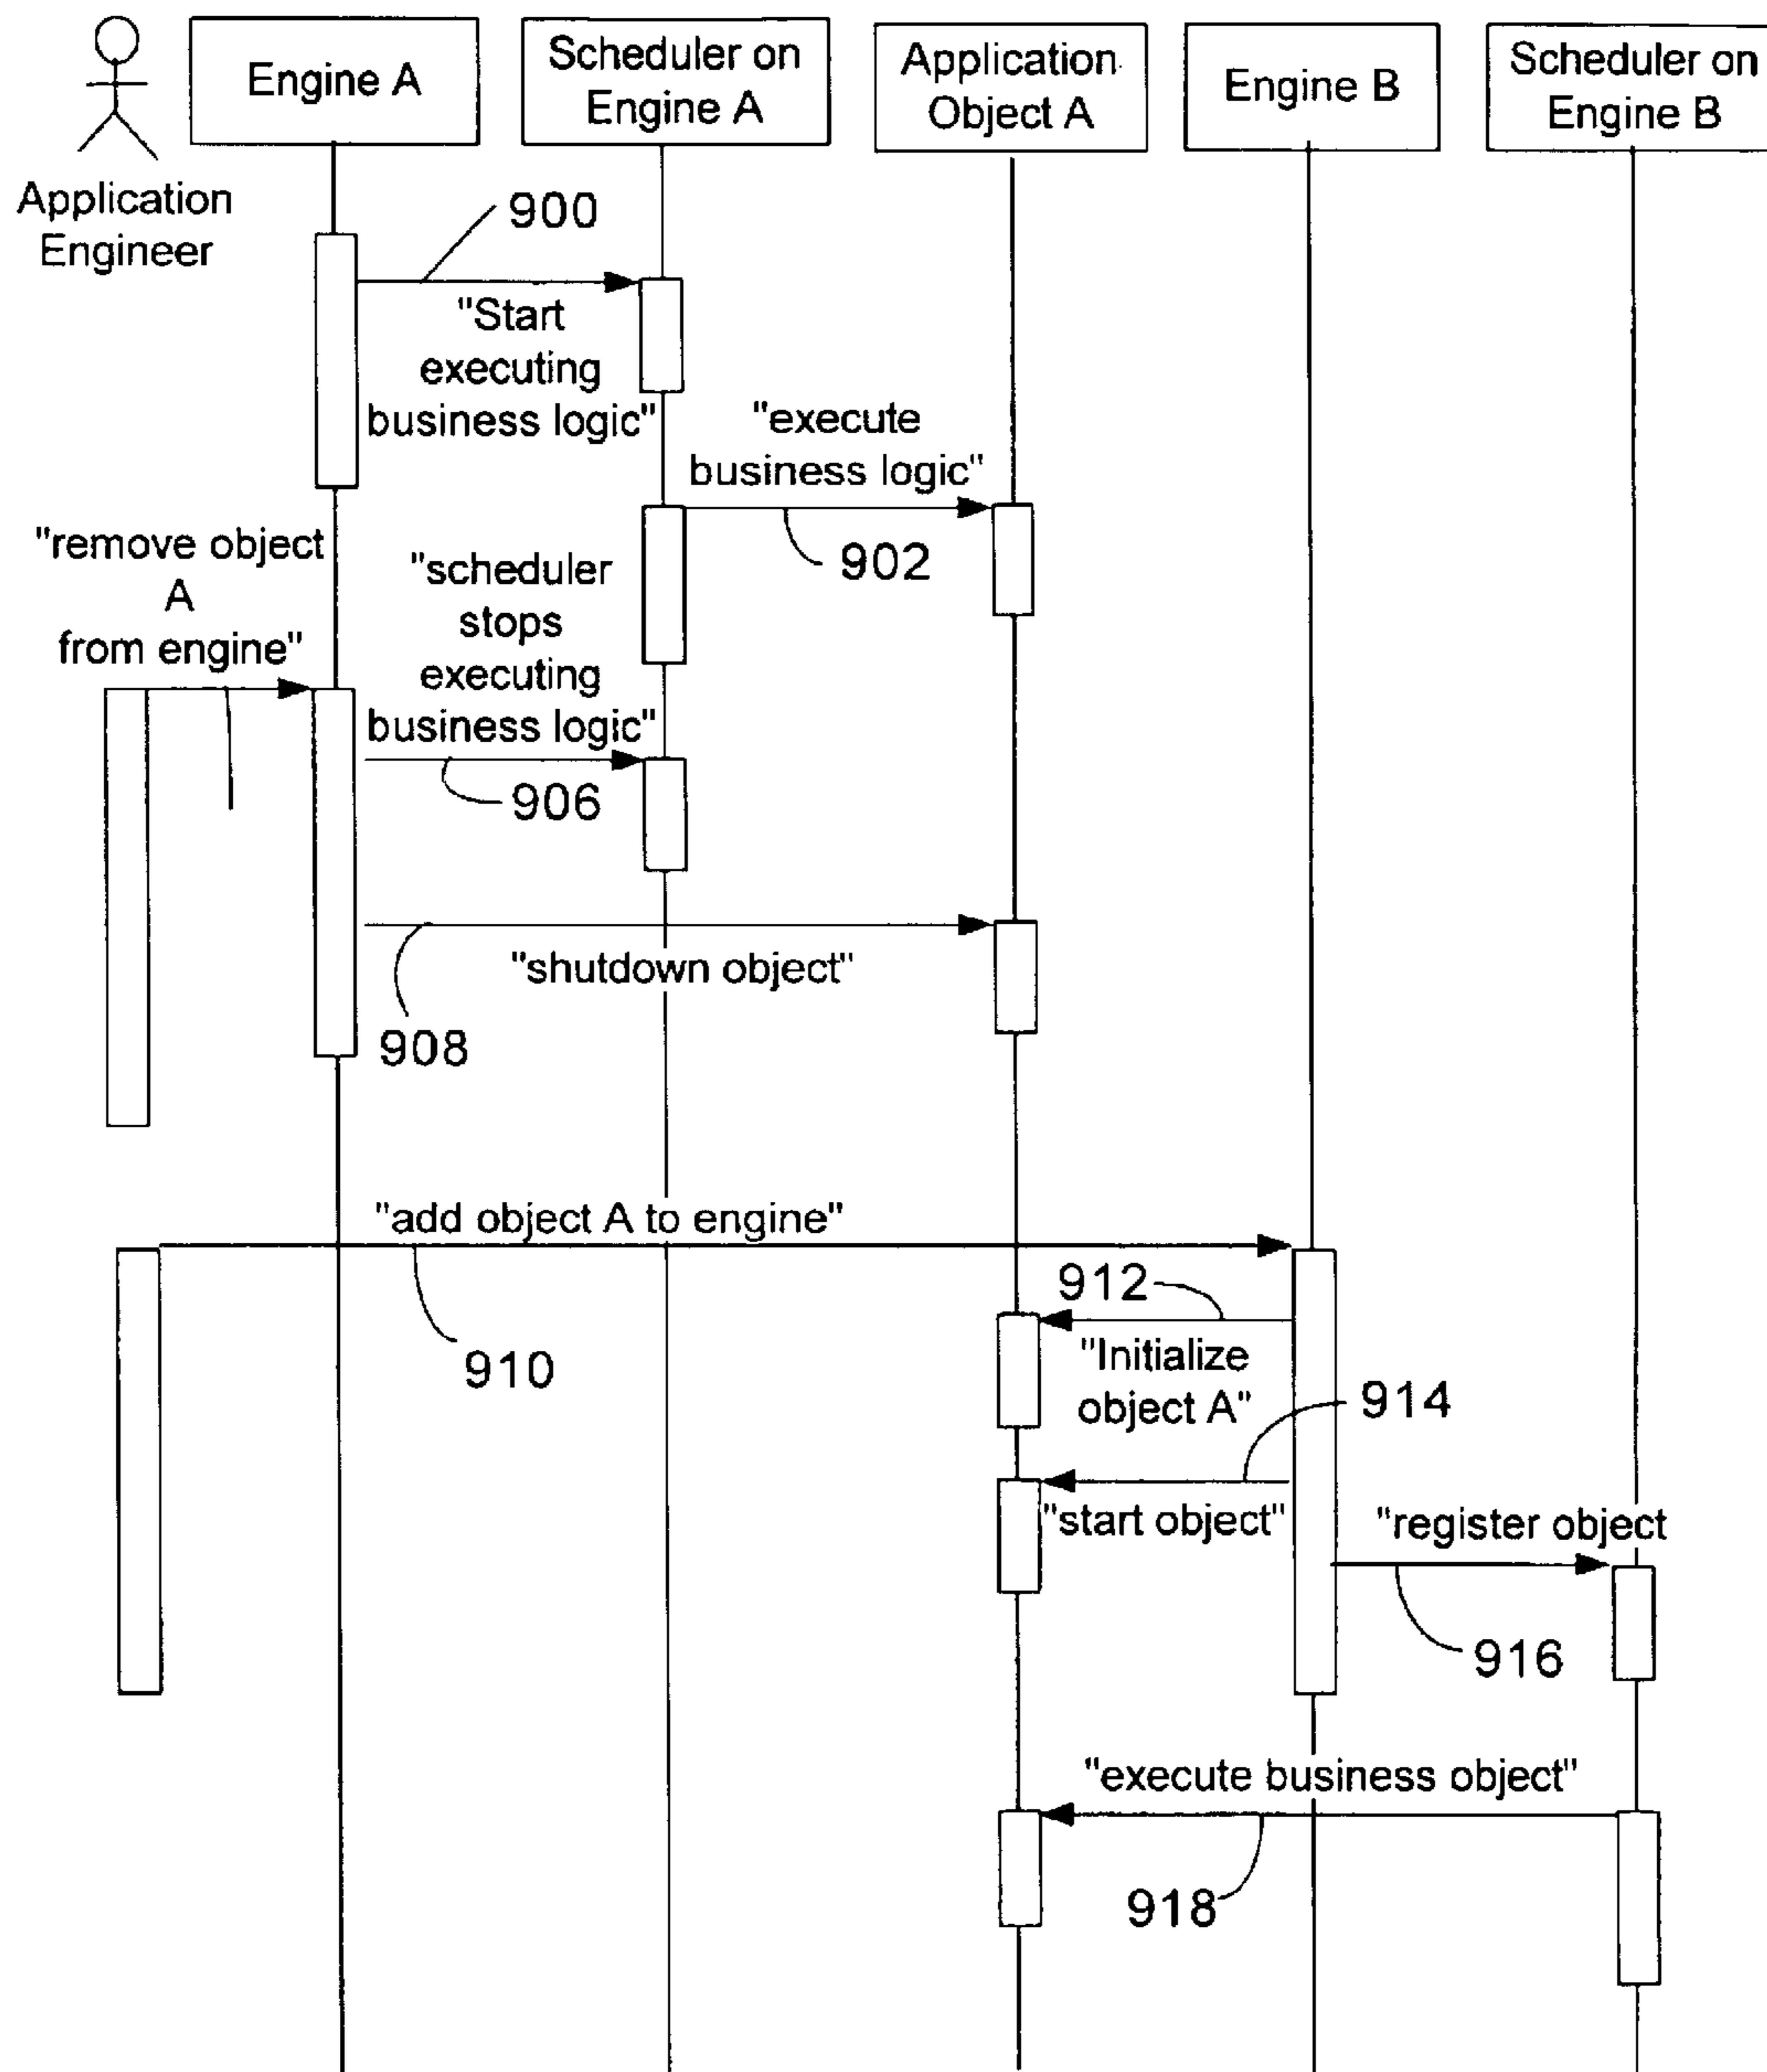 Application
Engineer
Engine A
Scheduler on
Engine A
Application
Object A
Engine B
Scheduler on
Engine B
900
"Start
executing
business logic"
"execute
business logic"
902
"remove object
A
from engine"
"scheduler
stops
executing
business logic"
906
908
"shutdown object"
"add object A to engine"
910
912
"Initialize
object A"
914
"start object"
"register object
916
"execute business object"
918